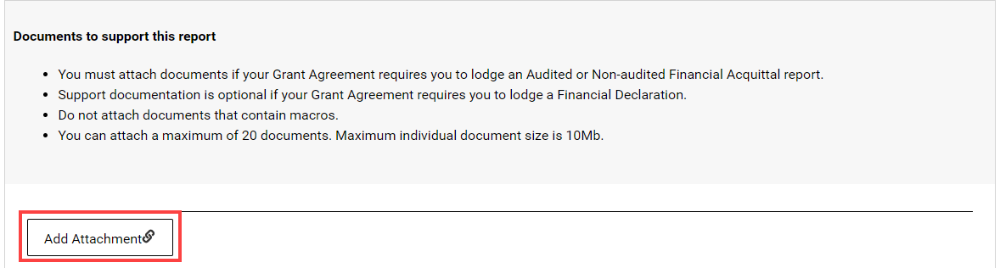 Documents to support this report
• You must attach documents if your Grant Agreement requires you to lodge an Audited or Non-audited Financial Acquittal report.
• Support documentation is optional if your Grant Agreement requires you to lodge a Financial Declaration.
• Do not attach documents that contain macros.
• You can attach a maximum of 20 documents. Maximum individual document size is 10Mb.
Add Attachment